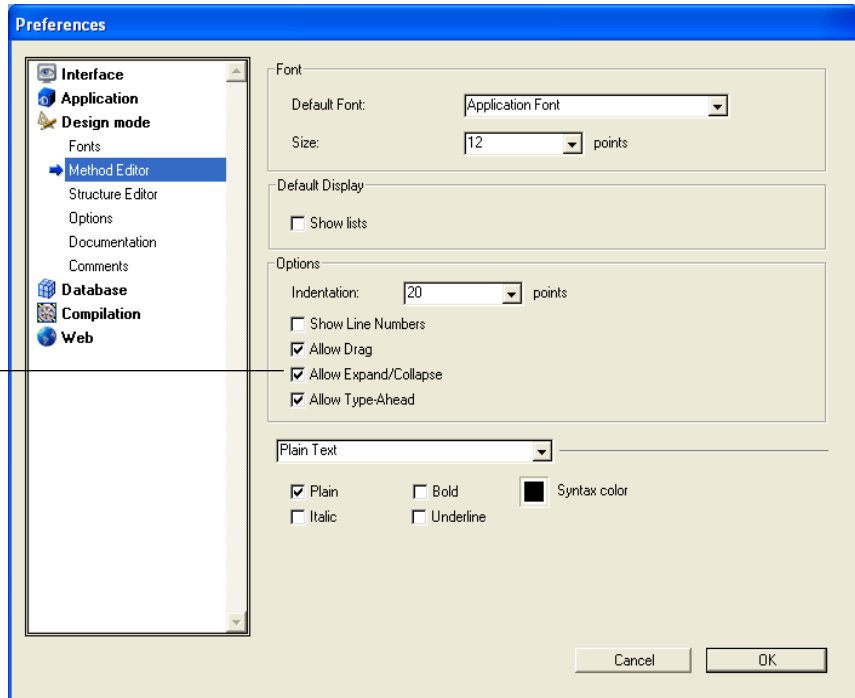 Preferences
Interface
Application
Design mode
Fonts
Method Editor
Structure Editor
Options
Documentation
Comments
Database
Compilation
Web
Font
Default Font: Application Font
Size: 12 points
Default Display
Show lists
Options
Indentation: 20 points
Show Line Numbers
Allow Drag
Allow Expand/Collapse
Allow Type-Ahead
Plain Text
Plain Bold Syntax color
Italic Underline
Cancel OK